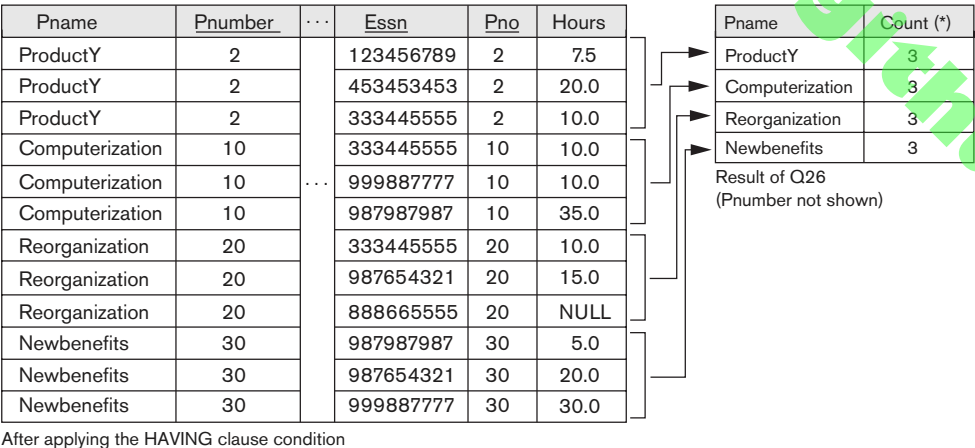 Pname Pnumber ... Essn Pno Hours
ProductY 2 123456789 2 7.5
ProductY 2 453453453 2 20.0
ProductY 2 333445555 2 10.0
Computerization 10 333445555 10 10.0
Computerization 10 ... 999887777 10 10.0
Computerization 10 987987987 10 35.0
Reorganization 20 333445555 20 10.0
Reorganization 20 987654321 20 15.0
Reorganization 20 888665555 20 NULL
Newbenefits 30 987987987 30 5.0
Newbenefits 30 987654321 30 20.0
Newbenefits 30 999887777 30 30.0
After applying the HAVING clause condition
Pname Count (*)
ProductY 3
Computerization 3
Reorganization 3
Newbenefits 3
Result of Q26
(Pnumber not shown)